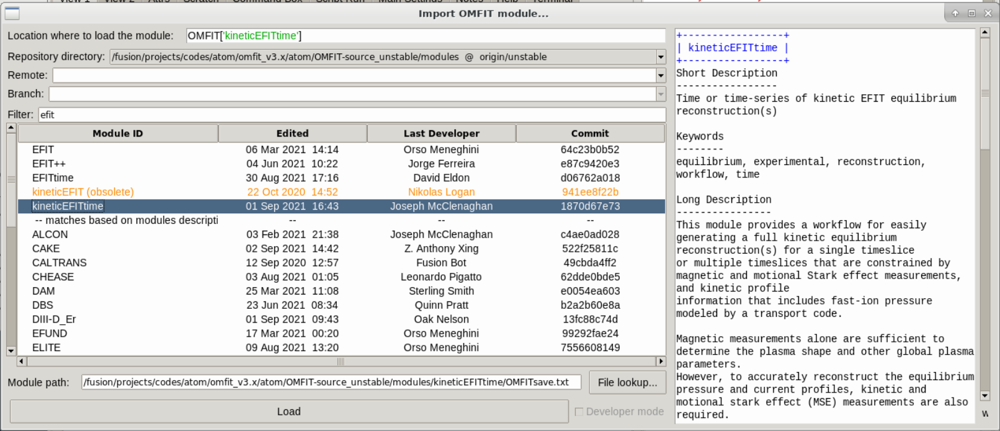 Import OMFIT module...
Location where to load the module: OMFIT['kineticEFITtime']
Repository directory: /fusion/projects/codes/atom/omfit_v3.x/atom/OMFIT-source_unstable/modules @ origin/unstable
Remote:
Branch:
Filter: efit
Module ID Edited Last Developer Commit
EFIT 06 Mar 2021 14:14 Orso Meneghini 64c23b0b52
EFIT++ 04 Jun 2021 10:22 Jorge Ferreira e87c9420e3
EFITtime 30 Aug 2021 17:16 David Eldon d06762a018
kineticEFIT (obsolete) 22 Oct 2020 14:52 Nikolas Logan 941ee8f22b
kineticEFITtime 01 Sep 2021 16:43 Joseph McClenaghan 1870d67e73
-- matches based on modules descripti -- -- --
ALCON 03 Feb 2021 21:38 Joseph McClenaghan c4ae0ad028
CAKE 02 Sep 2021 14:42 Z. Anthony Xing 522f25811c
CALTRANS 12 Sep 2020 12:57 Fusion Bot 49cbda4ff2
CHEASE 03 Aug 2021 01:05 Leonardo Pigatto 62dde0bde5
DAM 25 Mar 2021 11:08 Sterling Smith e0054ea603
DBS 23 Jun 2021 08:34 Quinn Pratt b2a2b60e8a
DIII-D_Er 01 Sep 2021 09:43 Oak Nelson 13fc88c74d
EFUND 17 Mar 2021 00:20 Orso Meneghini 99292fae24
ELITE 09 Aug 2021 13:20 Orso Meneghini 7556608149
Module path: /fusion/projects/codes/atom/omfit_v3.x/atom/OMFIT-source_unstable/modules/kineticEFITtime/OMFITsave.txt File lookup...
Load Developer mode
+-----------------+
| kineticEFITtime |
+-----------------+
Short Description
-----------------
Time or time-series of kinetic EFIT equilibrium
reconstruction(s)
Keywords
--------
equilibrium, experimental, reconstruction,
workflow, time
Long Description
----------------
This module provides a workflow for easily
generating a full kinetic equilibrium
reconstruction(s) for a single timeslice
or multiple timeslices that are constrained by
magnetic and motional Stark effect measurements,
and kinetic profile
information that includes fast-ion pressure
modeled by a transport code.
Magnetic measurements alone are sufficient to
determine the plasma shape and other global plasma
parameters.
However, to accurately reconstruct the equilibrium
pressure and current profiles, kinetic and
motional stark effect (MSE) measurements are also
required.